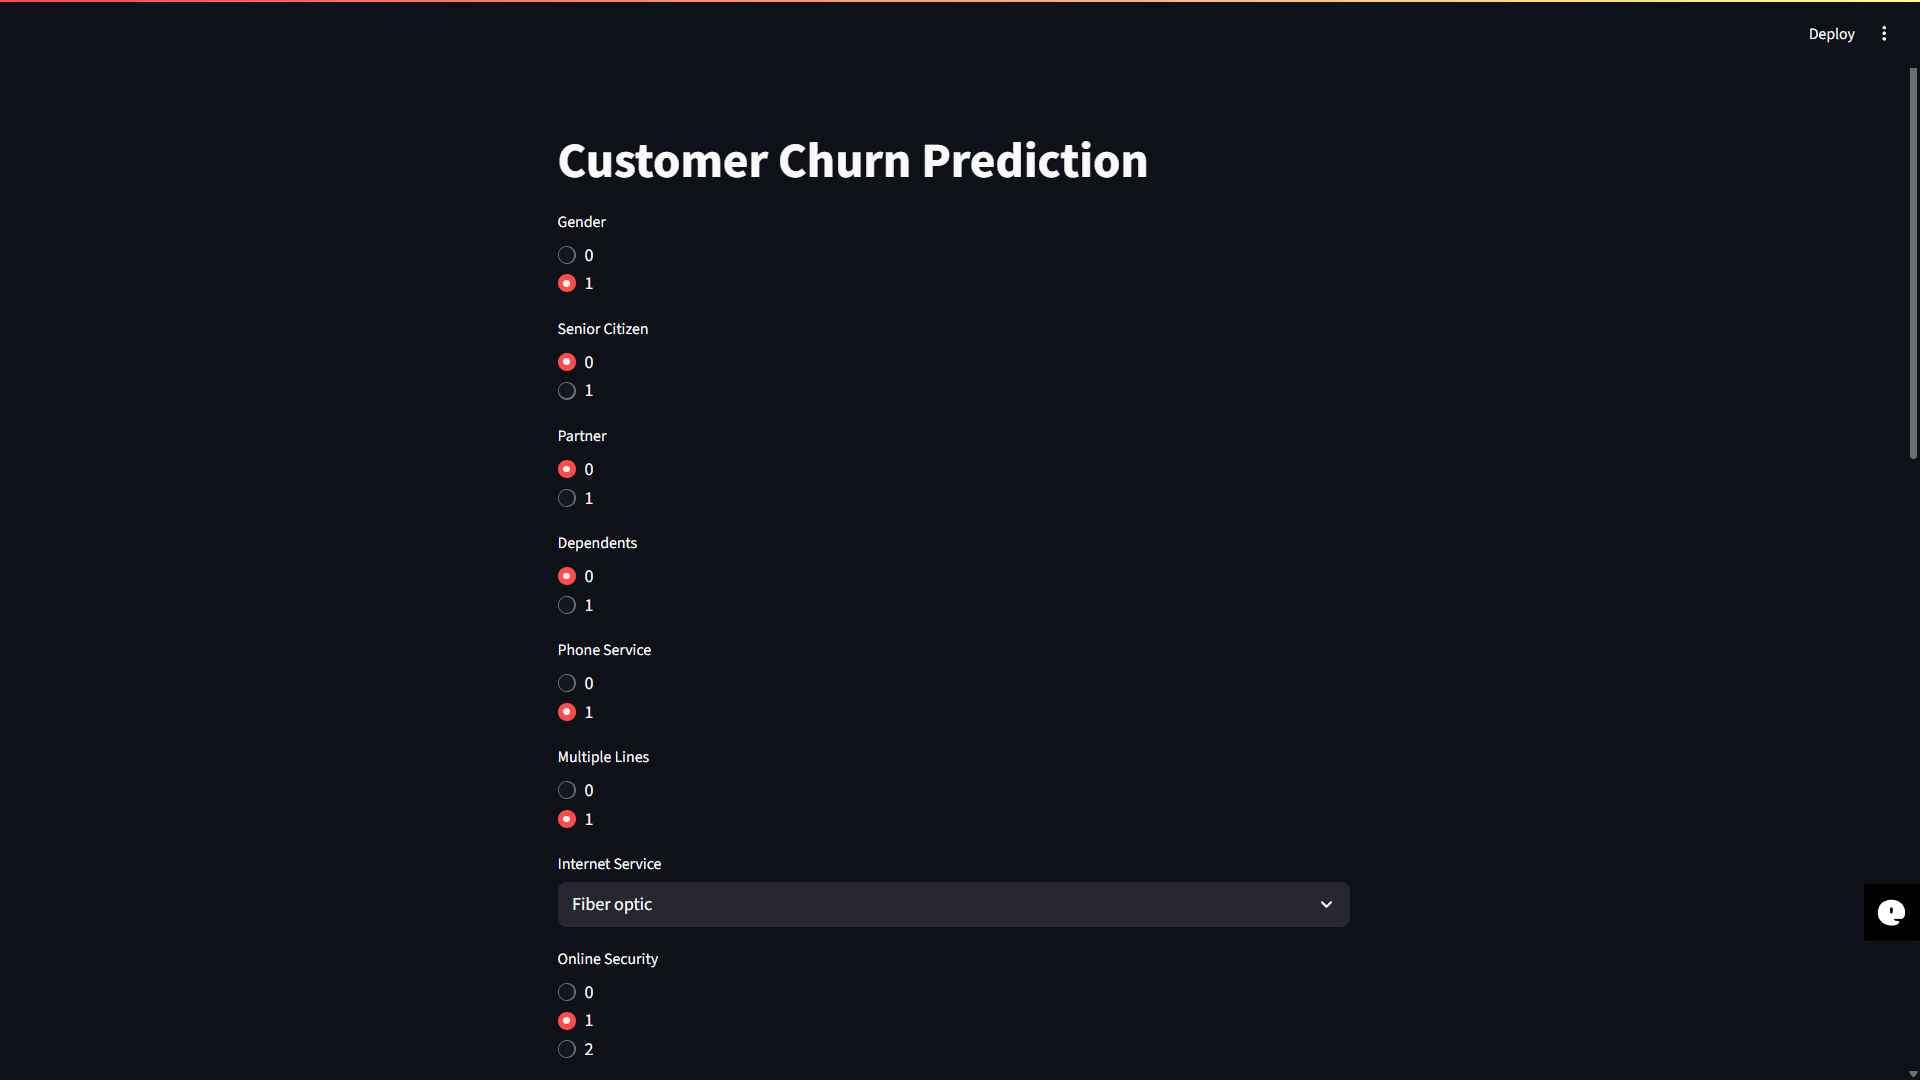 Deploy
Customer Churn Prediction
Gender
0
1
Senior Citizen
0
1
Partner
0
1
Dependents
0
1
Phone Service
0
1
Multiple Lines
0
1
Internet Service
Fiber optic
Online Security
0
1
2